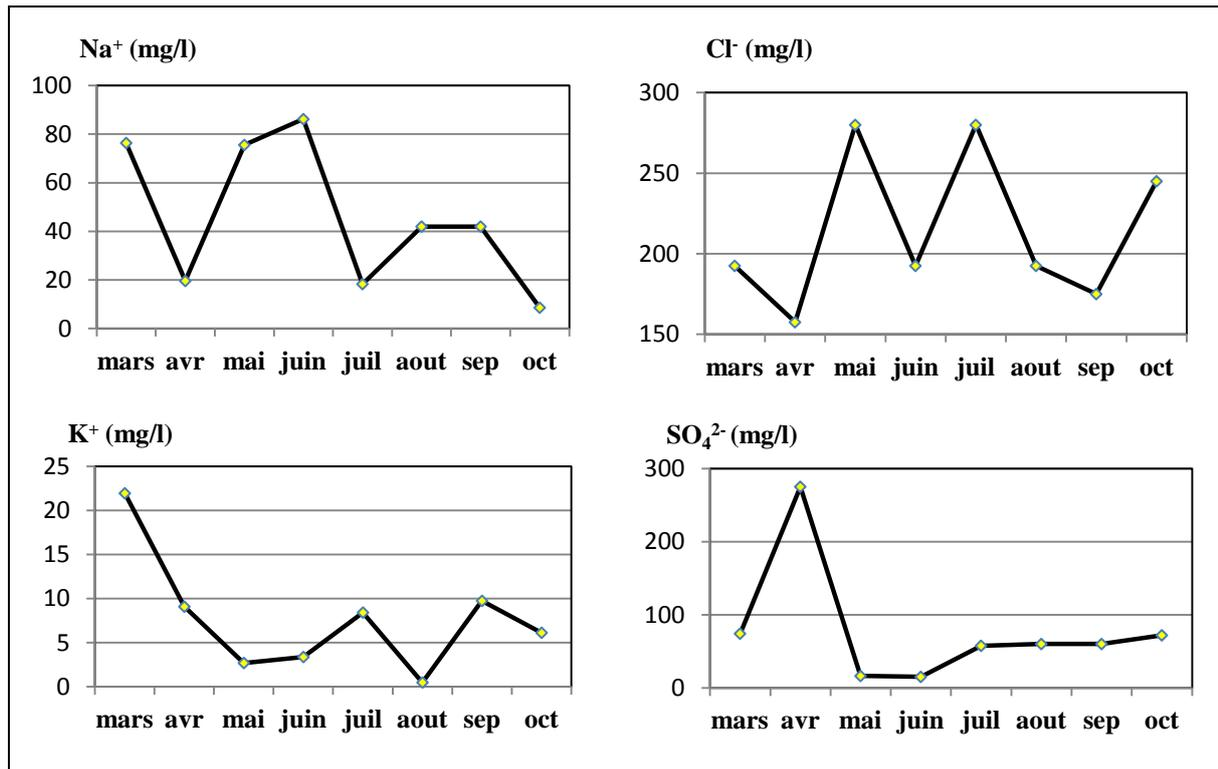 Na⁺ (mg/l)
100
80
60
40
20
0
mars avr mai juin juil aout sep oct
Cl⁻ (mg/l)
300
250
200
150
mars avr mai juin juil aout sep oct
K⁺ (mg/l)
25
20
15
10
5
0
mars avr mai juin juil aout sep oct
SO₄²⁻ (mg/l)
300
200
100
0
mars avr mai juin juil aout sep oct